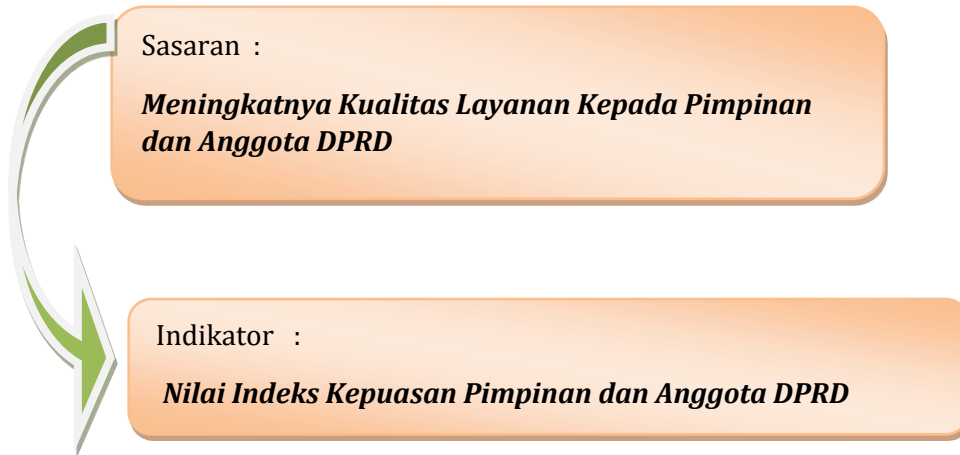 Sasaran :
Meningkatnya Kualitas Layanan Kepada Pimpinan
dan Anggota DPRD
Indikator :
Nilai Indeks Kepuasan Pimpinan dan Anggota DPRD